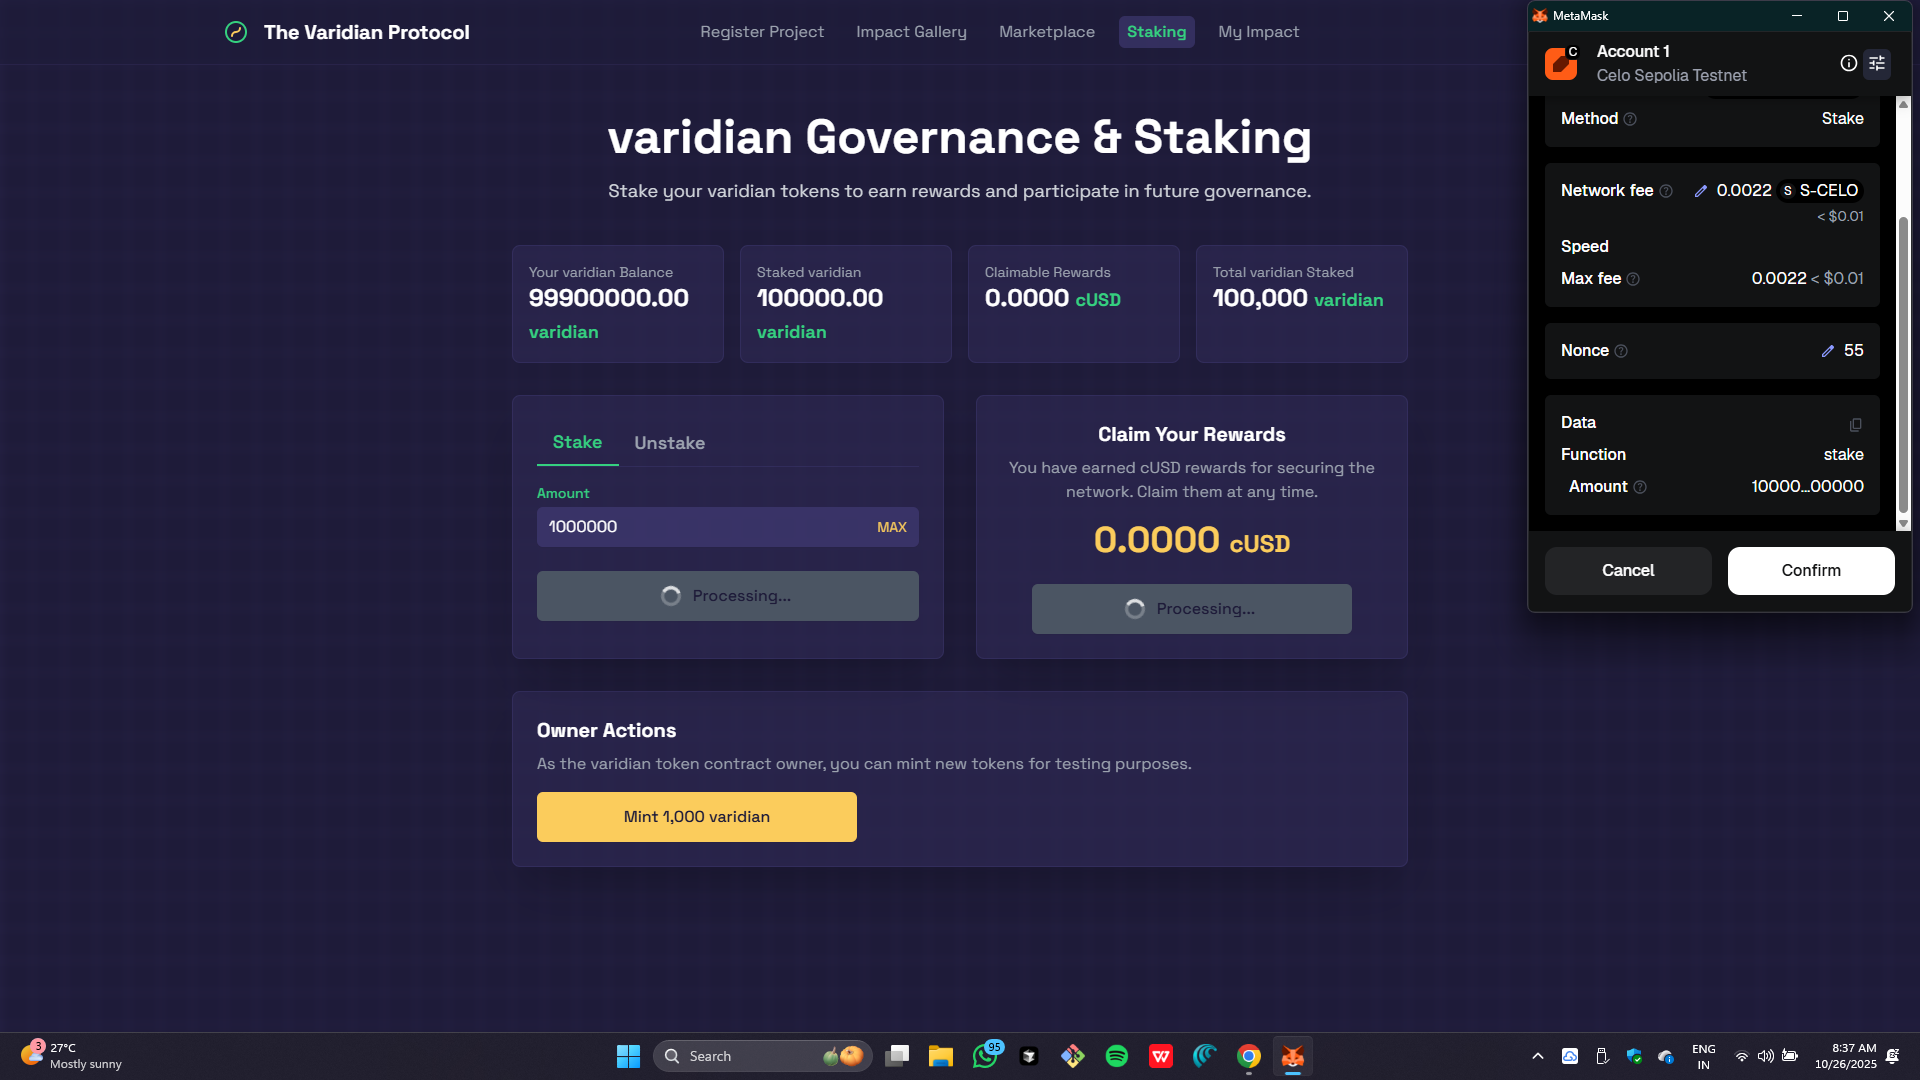 The Varidian Protocol
Register Project
Impact Gallery
Marketplace
Staking
My Impact
varidian Governance & Staking
Stake your varidian tokens to earn rewards and participate in future governance.
Your varidian Balance
99900000.00
varidian
Staked varidian
100000.00
varidian
Claimable Rewards
0.0000 cUSD
Total varidian Staked
100,000 varidian
Stake
Unstake
Amount
1000000
MAX
Processing...
Claim Your Rewards
You have earned cUSD rewards for securing the
network. Claim them at any time.
0.0000 cUSD
Processing...
Owner Actions
As the varidian token contract owner, you can mint new tokens for testing purposes.
Mint 1,000 varidian
MetaMask
C
Account 1
Celo Sepolia Testnet
Method
Stake
Network fee
0.0022 S S-CELO
< $0.01
Speed
Max fee
0.0022 < $0.01
Nonce
55
Data
Function
stake
Amount
10000...00000
Cancel
Confirm
3
27°C
Mostly sunny
Search
95
W
ENG
IN
8:37 AM
10/26/2025